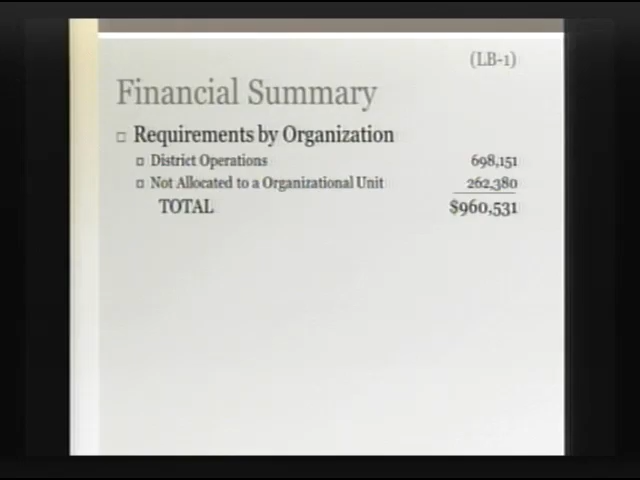 (LB-1)
Financial Summary
Requirements by Organization
District Operations 698,151
Not Allocated to a Organizational Unit 262,380
TOTAL $960,531